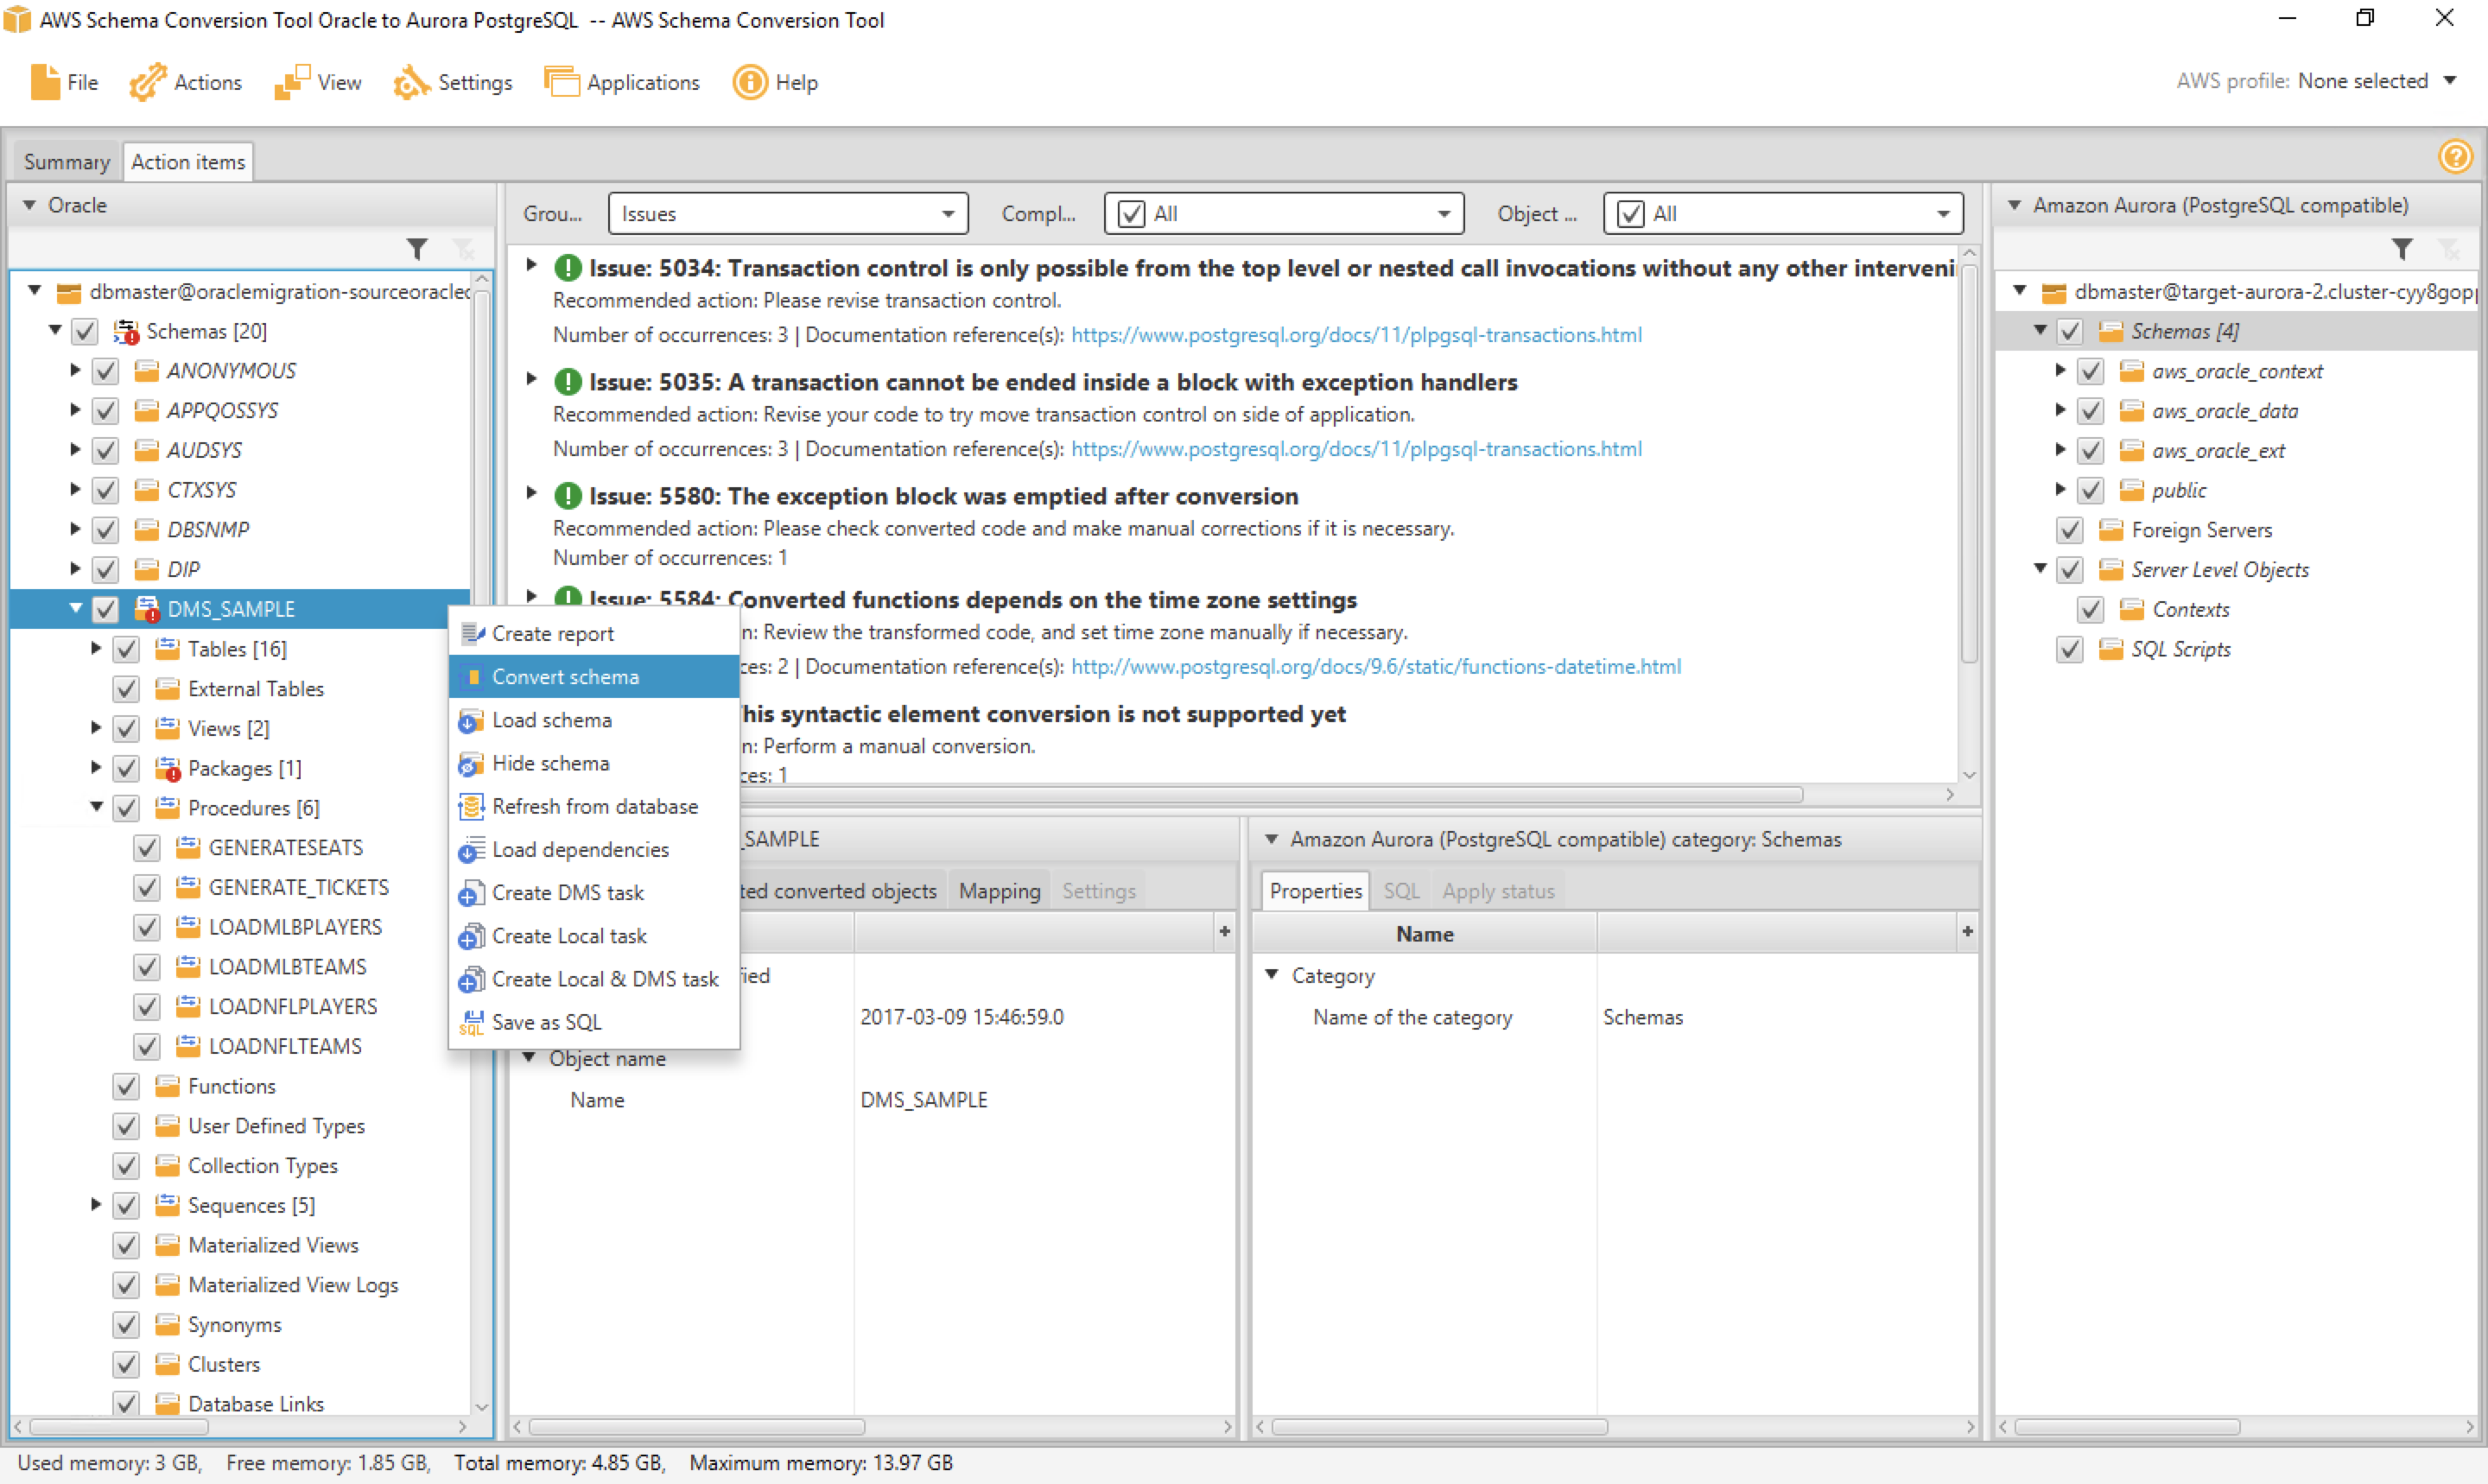 AWS Schema Conversion Tool Oracle to Aurora PostgreSQL -- AWS Schema Conversion Tool
File Actions View Settings Applications Help
AWS profile: None selected
Summary Action items
Oracle
dbmaster@oraclemigration-sourceoracled
Schemas [20]
ANONYMOUS
APPQOSSYS
AUDSYS
CTXSYS
DBSNMP
DIP
DMS_SAMPLE
Tables [16]
External Tables
Views [2]
Packages [1]
Procedures [6]
GENERATESEATS
GENERATE_TICKETS
LOADMLBPLAYERS
LOADMLBTEAMS
LOADNFLPLAYERS
LOADNFLTEAMS
Functions
User Defined Types
Collection Types
Sequences [5]
Materialized Views
Materialized View Logs
Synonyms
Clusters
Database Links
Create report
Convert schema
Load schema
Hide schema
Refresh from database
Load dependencies
Create DMS task
Create Local task
Create Local & DMS task
Save as SQL
Grou... Issues Compl... All Object ... All
Issue: 5034: Transaction control is only possible from the top level or nested call invocations without any other interveni
Recommended action: Please revise transaction control.
Number of occurrences: 3 | Documentation reference(s): https://www.postgresql.org/docs/11/plpgsql-transactions.html
Issue: 5035: A transaction cannot be ended inside a block with exception handlers
Recommended action: Revise your code to try move transaction control on side of application.
Number of occurrences: 3 | Documentation reference(s): https://www.postgresql.org/docs/11/plpgsql-transactions.html
Issue: 5580: The exception block was emptied after conversion
Recommended action: Please check converted code and make manual corrections if it is necessary.
Number of occurrences: 1
Issue: 5584: Converted functions depends on the time zone settings
n: Review the transformed code, and set time zone manually if necessary.
ces: 2 | Documentation reference(s): http://www.postgresql.org/docs/9.6/static/functions-datetime.html
his syntactic element conversion is not supported yet
n: Perform a manual conversion.
ces: 1
_SAMPLE
ted converted objects Mapping Settings
fied
2017-03-09 15:46:59.0
Object name
Name DMS_SAMPLE
Amazon Aurora (PostgreSQL compatible) category: Schemas
Properties SQL Apply status
Name
Category
Name of the category Schemas
Amazon Aurora (PostgreSQL compatible)
dbmaster@target-aurora-2.cluster-cyy8gop
Schemas [4]
aws_oracle_context
aws_oracle_data
aws_oracle_ext
public
Foreign Servers
Server Level Objects
Contexts
SQL Scripts
Used memory: 3 GB, Free memory: 1.85 GB, Total memory: 4.85 GB, Maximum memory: 13.97 GB